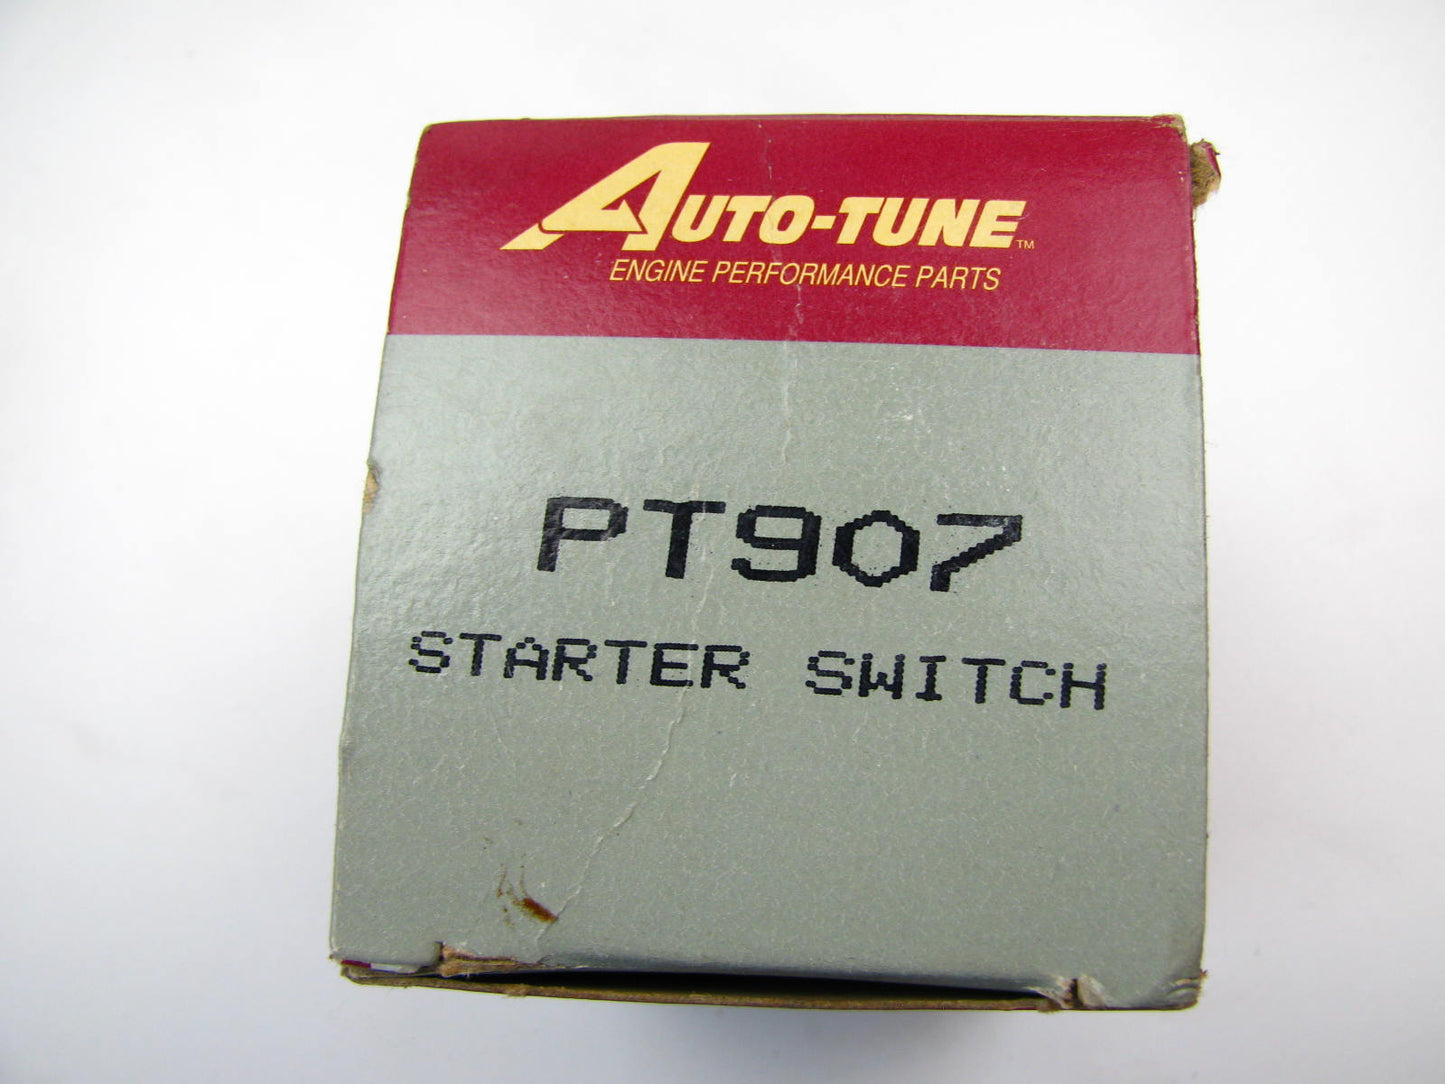 AUTO-TUNE™
ENGINE PERFORMANCE PARTS
PT907
STARTER SWITCH